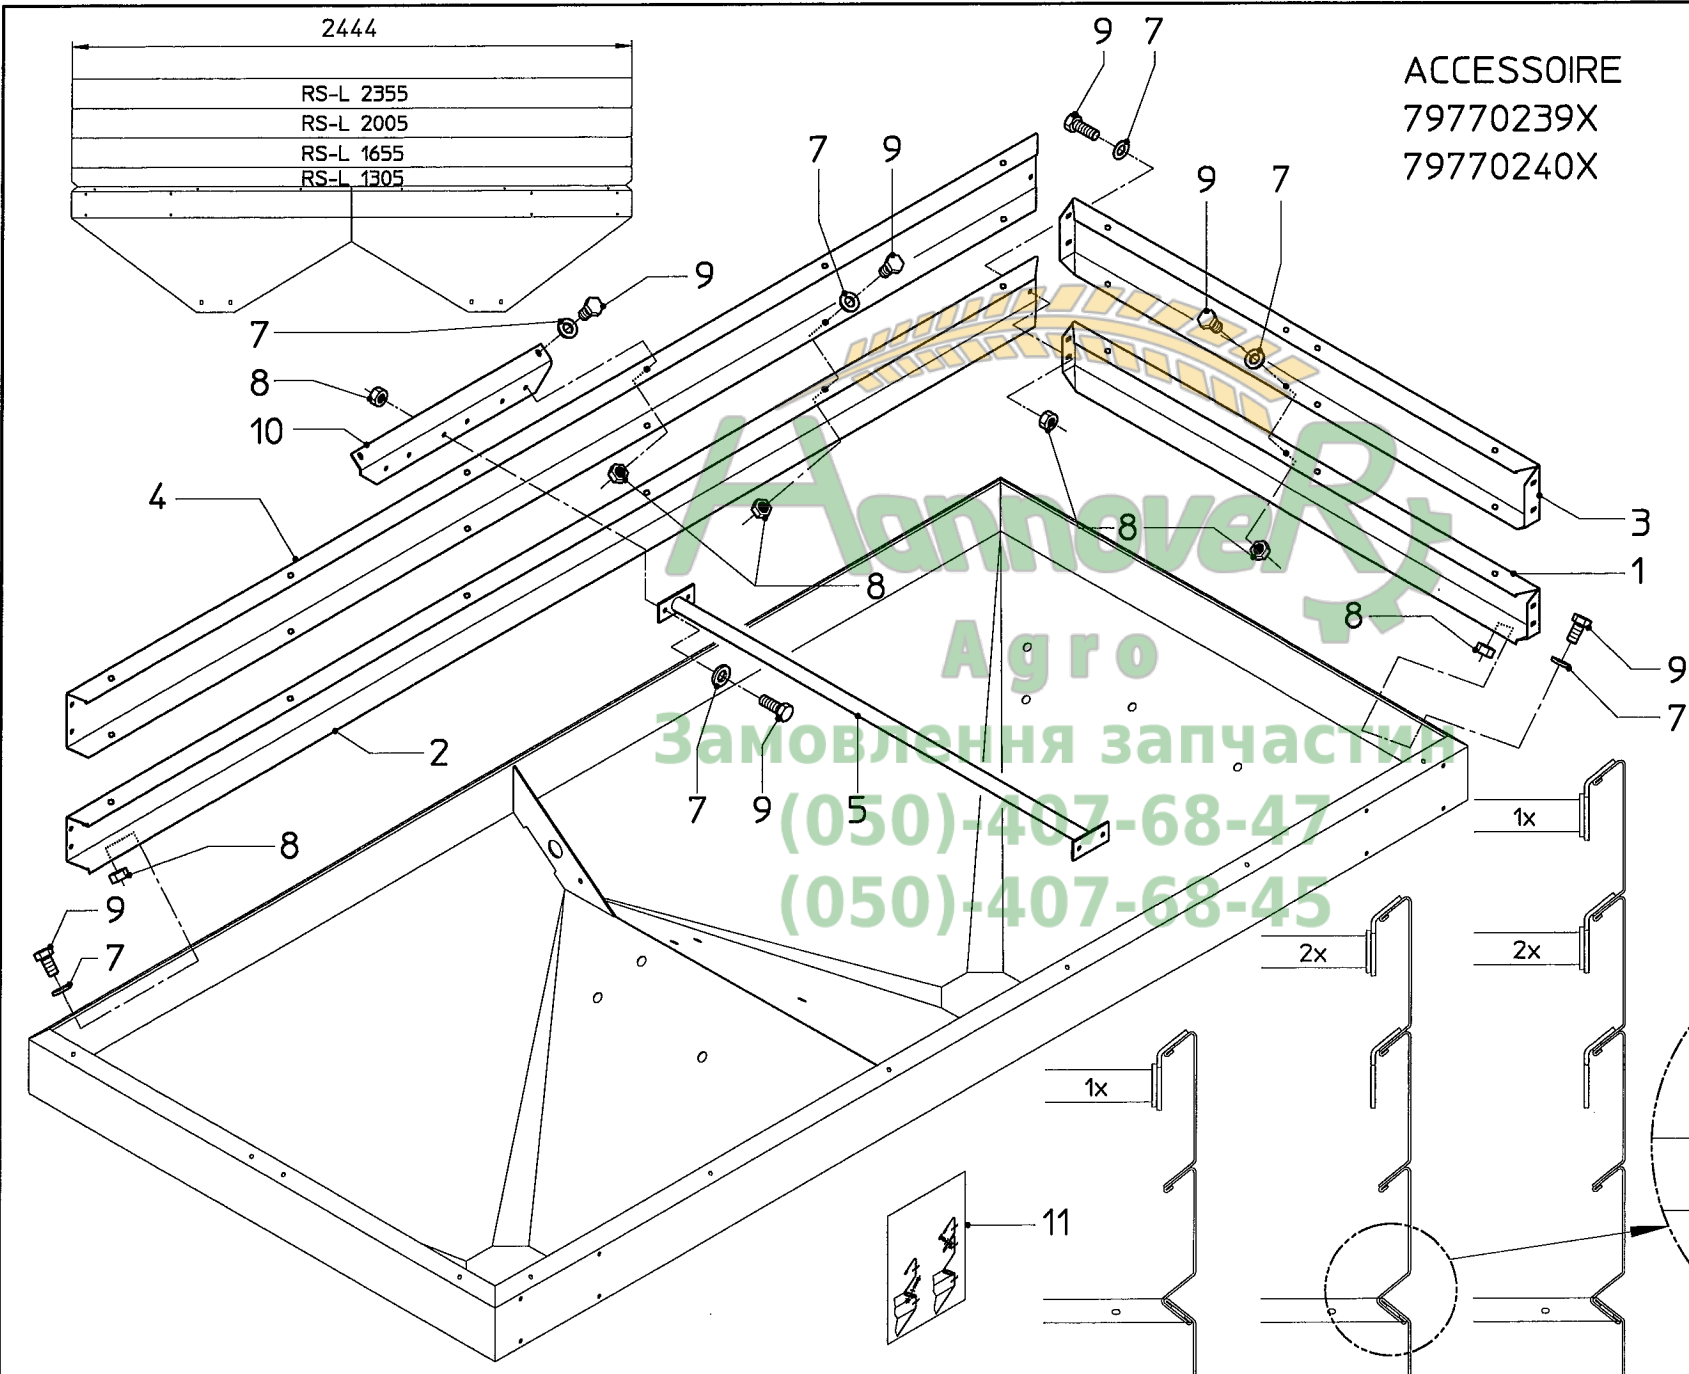 2444
RS-L 2355
RS-L 2005
RS-L 1655
RS-L 1305
ACCESSOIRE
79770239X
79770240X
9 7
7 9
9 7
9
7
8
10
4
3
1
8
8
8
9
7
2
7 9 5
8
9
7
1x
2x
2x
1x
11
HannoveR
Agro
Замовлення запчастин
(050)-407-68-47
(050)-407-68-45